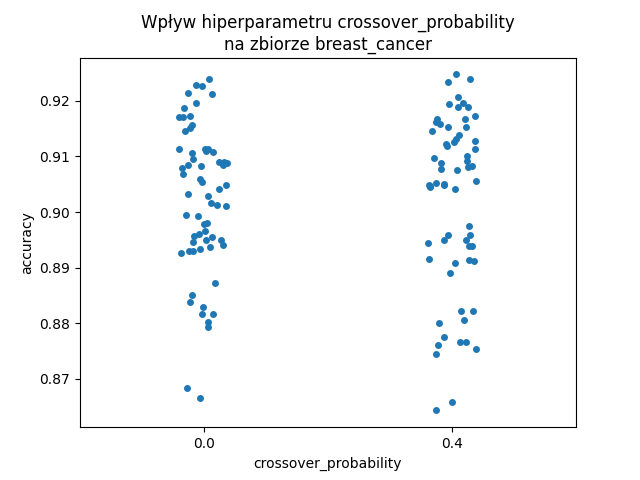 Wpływ hiperparametru crossover_probability
na zbiorze breast_cancer
0.92
0.91
0.90
0.89
0.88
0.87
accuracy
0.0
0.4
crossover_probability